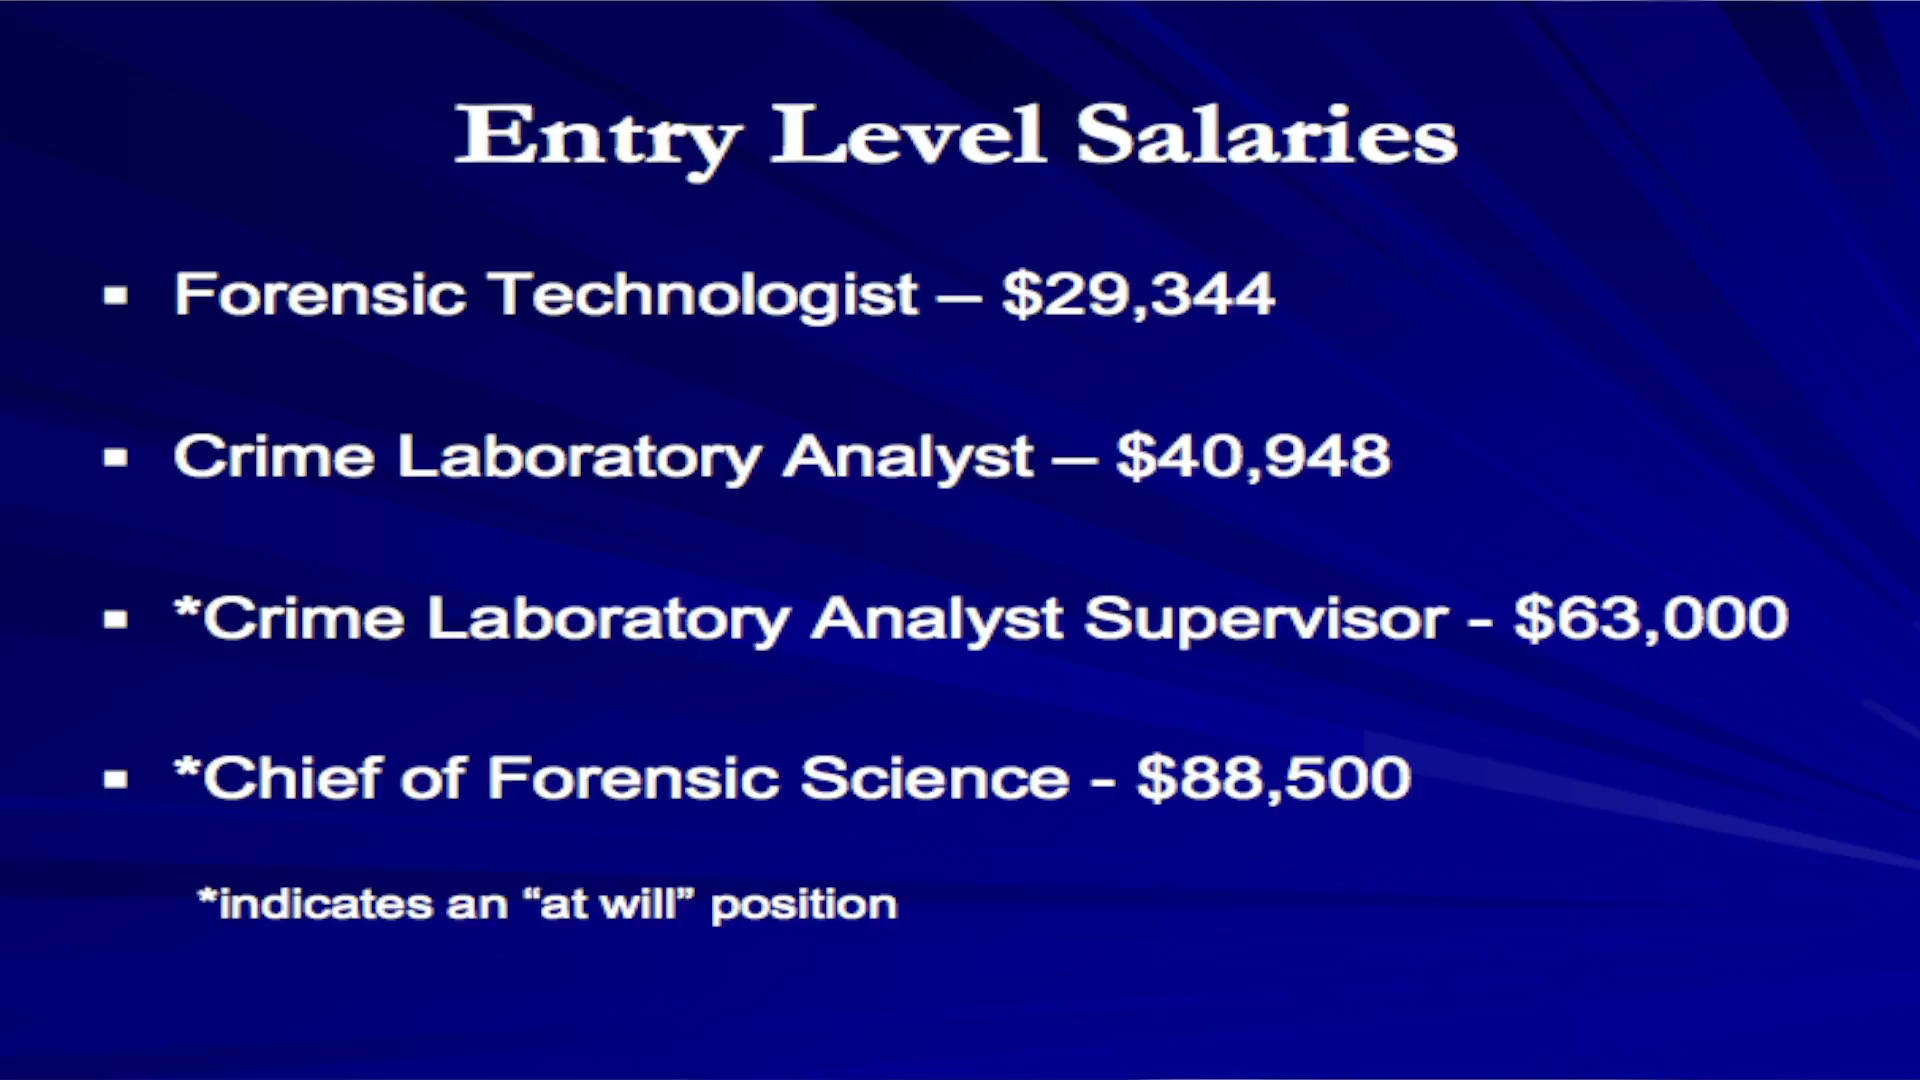 Entry Level Salaries
▪ Forensic Technologist – $29,344
▪ Crime Laboratory Analyst – $40,948
▪ *Crime Laboratory Analyst Supervisor - $63,000
▪ *Chief of Forensic Science - $88,500
*indicates an “at will” position